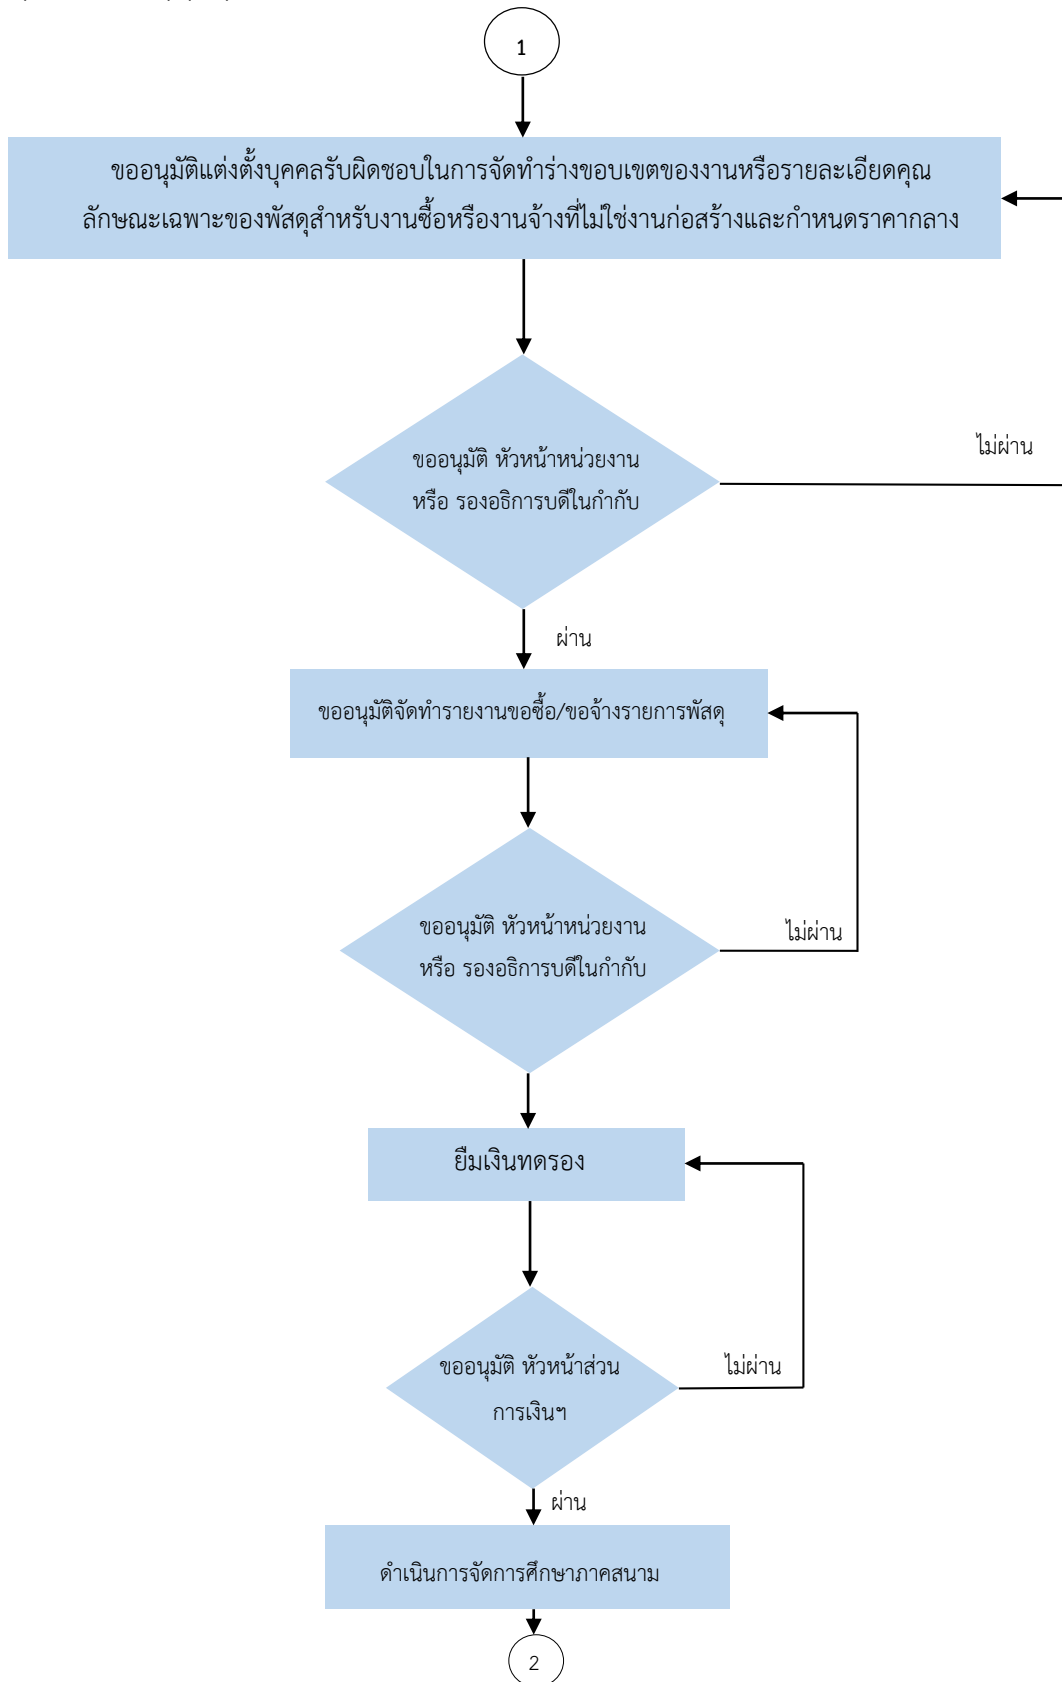 1
ขออนุมัติแต่งตั้งบุคคลรับผิดชอบในการจัดทำร่างขอบเขตของงานหรือรายละเอียดคุณ
ลักษณะเฉพาะของพัสดุสำหรับงานซื้อหรืองานจ้างที่ไม่ใช่งานก่อสร้างและกำหนดราคากลาง
ไม่ผ่าน
ขออนุมัติ หัวหน้าหน่วยงาน
หรือ รองอธิการบดีในกำกับ
ผ่าน
ขออนุมัติจัดทำรายงานขอซื้อ/ขอจ้างรายการพัสดุ
ขออนุมัติ หัวหน้าหน่วยงาน
หรือ รองอธิการบดีในกำกับ
ไม่ผ่าน
ยืมเงินทดรอง
ขออนุมัติ หัวหน้าส่วน
การเงินฯ
ไม่ผ่าน
ผ่าน
ดำเนินการจัดการศึกษาภาคสนาม
2